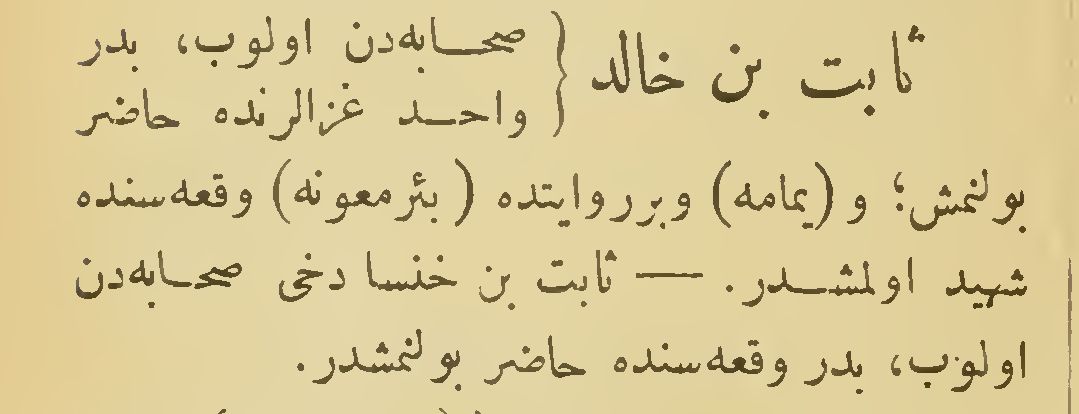 ثابت بن خالد { صحابه‌دن اولوب، بدر
واحد غزالرنده حاضر
بولنمش؛ و (یمامه) وبرروایتده (بئرمعونه) وقعه‌سنده
شهید اولمشدر. — ثابت بن خنسا دخی صحابه‌دن
اولوب، بدر وقعه‌سنده حاضر بولنمشدر.